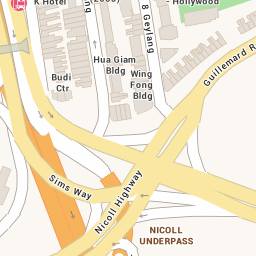 K Hotel
- Hollywood
8 Geylang
Hua Giam
Bldg
Budi
Ctr
Wing
Fong
Bldg
Guillemard R
Sims Way
Nicoll Highway
NICOLL
UNDERPASS